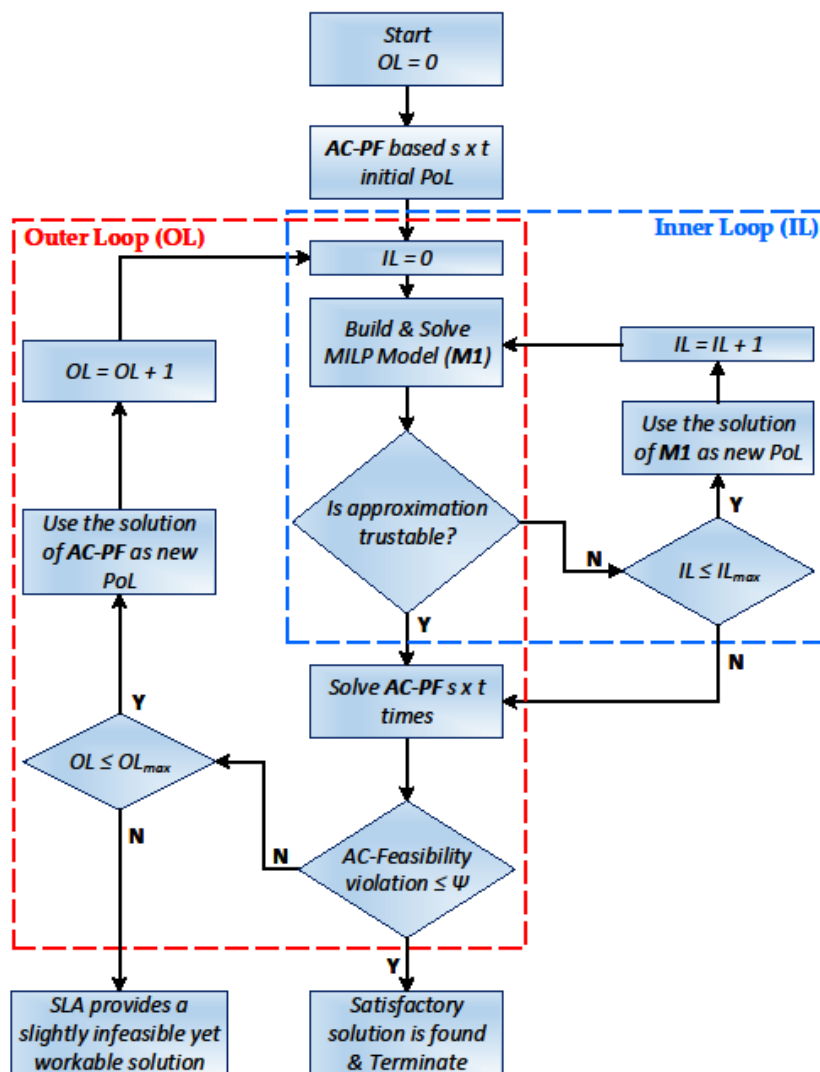 Start
OL = 0
AC-PF based s x t
initial PoL
Outer Loop (OL)
Inner Loop (IL)
IL = 0
Build & Solve
MILP Model (M1)
IL = IL + 1
OL = OL + 1
Use the solution
of M1 as new PoL
Is approximation
trustable?
Y
Use the solution
of AC-PF as new
PoL
N
IL ≤ ILmax
Y
N
Solve AC-PF s x t
times
Y
OL ≤ OLmax
N
N
AC-Feasibility
violation ≤ Ψ
Y
SLA provides a
slightly infeasible yet
workable solution
Satisfactory
solution is found
& Terminate